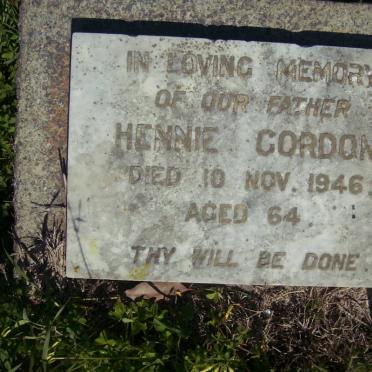 IN LOVING MEMORY
OF OUR FATHER
HENNIE GORDON
DIED 10 NOV. 1946.
AGED 64
THY WILL BE DONE